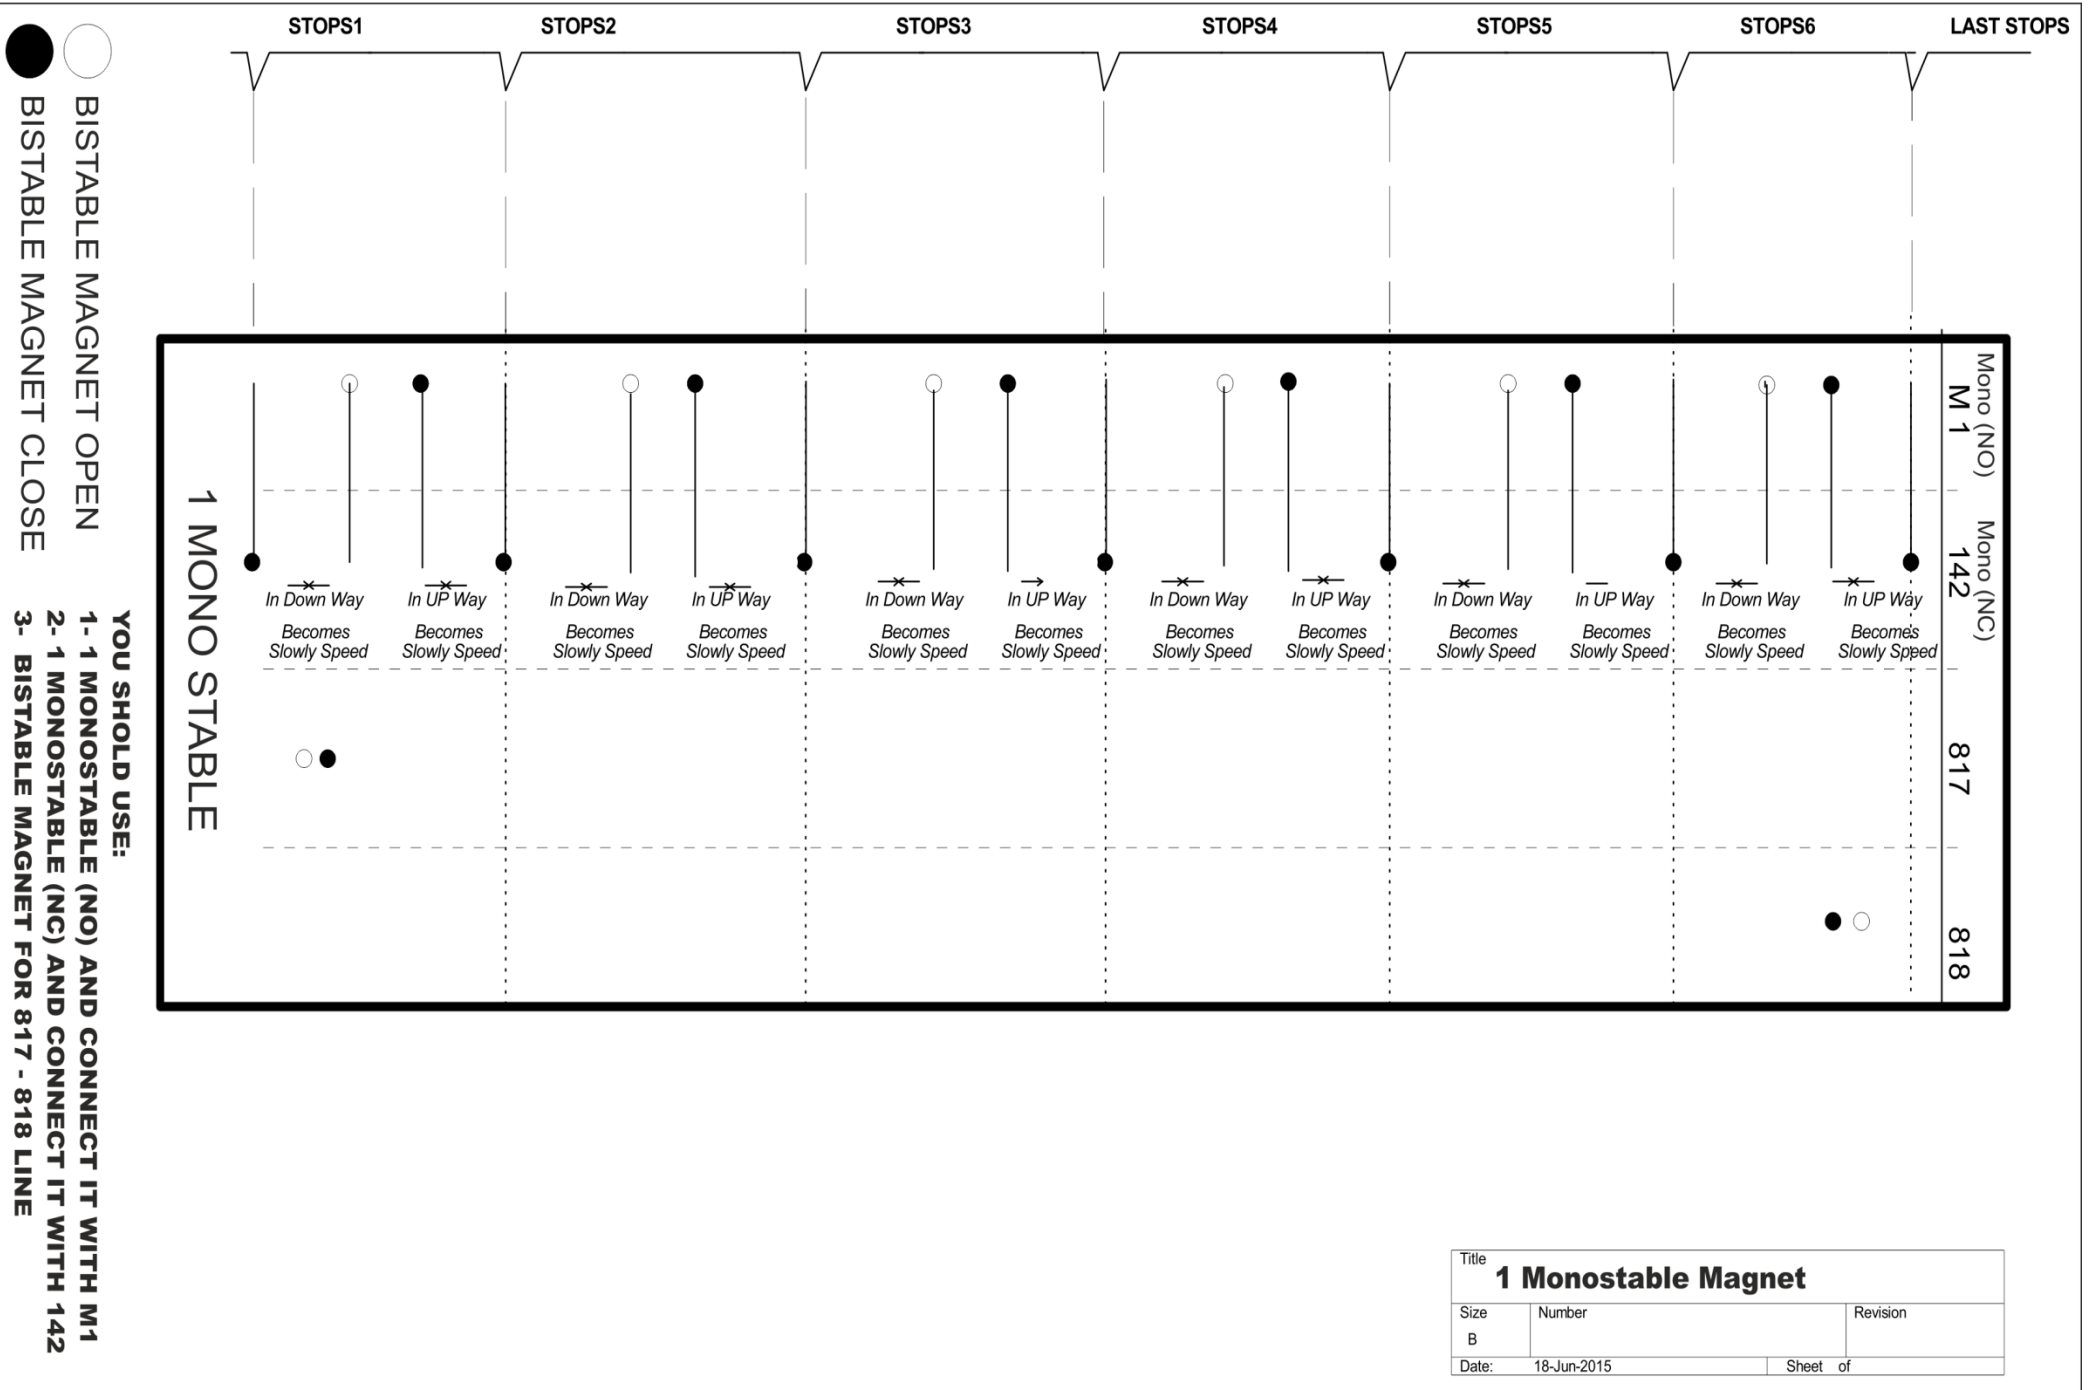 STOPS1
STOPS2
STOPS3
STOPS4
STOPS5
STOPS6
LAST STOPS
BISTABLE MAGNET OPEN
BISTABLE MAGNET CLOSE
YOU SHOLD USE:
1- 1 MONOSTABLE (NO) AND CONNECT IT WITH M1
2- 1 MONOSTABLE (NC) AND CONNECT IT WITH 142
3- BISTABLE MAGNET FOR 817 - 818 LINE
1 MONO STABLE
Mono (NO)
M 1
Mono (NC)
142
817
818
In Down Way
Becomes
Slowly Speed
In UP Way
Becomes
Slowly Speed
In Down Way
Becomes
Slowly Speed
In UP Way
Becomes
Slowly Speed
In Down Way
Becomes
Slowly Speed
In UP Way
Becomes
Slowly Speed
In Down Way
Becomes
Slowly Speed
In UP Way
Becomes
Slowly Speed
In Down Way
Becomes
Slowly Speed
In UP Way
Becomes
Slowly Speed
In Down Way
Becomes
Slowly Speed
In UP Way
Becomes
Slowly Speed
Title
1 Monostable Magnet
Size
Number
Revision
B
Date: 18-Jun-2015
Sheet of